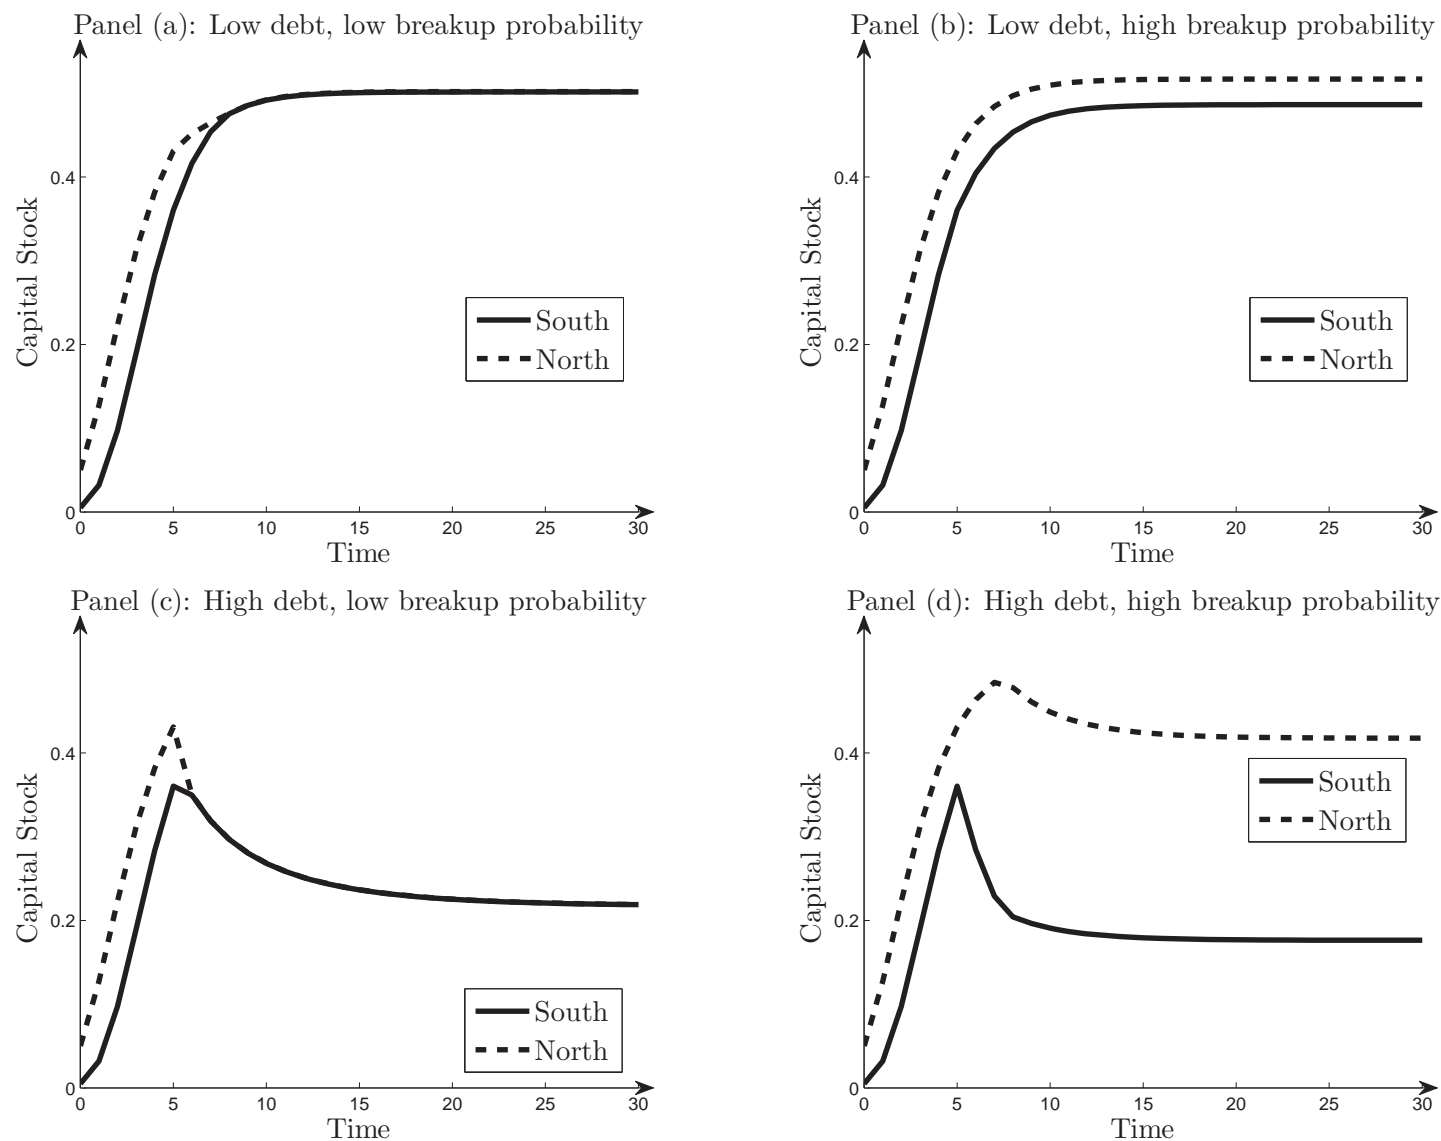 Panel (a): Low debt, low breakup probability
Capital Stock
0.4
0.2
0
South
North
0 5 10 15 20 25 30
Time
Panel (b): Low debt, high breakup probability
Capital Stock
0.4
0.2
0
South
North
0 5 10 15 20 25 30
Time
Panel (c): High debt, low breakup probability
Capital Stock
0.4
0.2
0
South
North
0 5 10 15 20 25 30
Time
Panel (d): High debt, high breakup probability
Capital Stock
0.4
0.2
0
South
North
0 5 10 15 20 25 30
Time